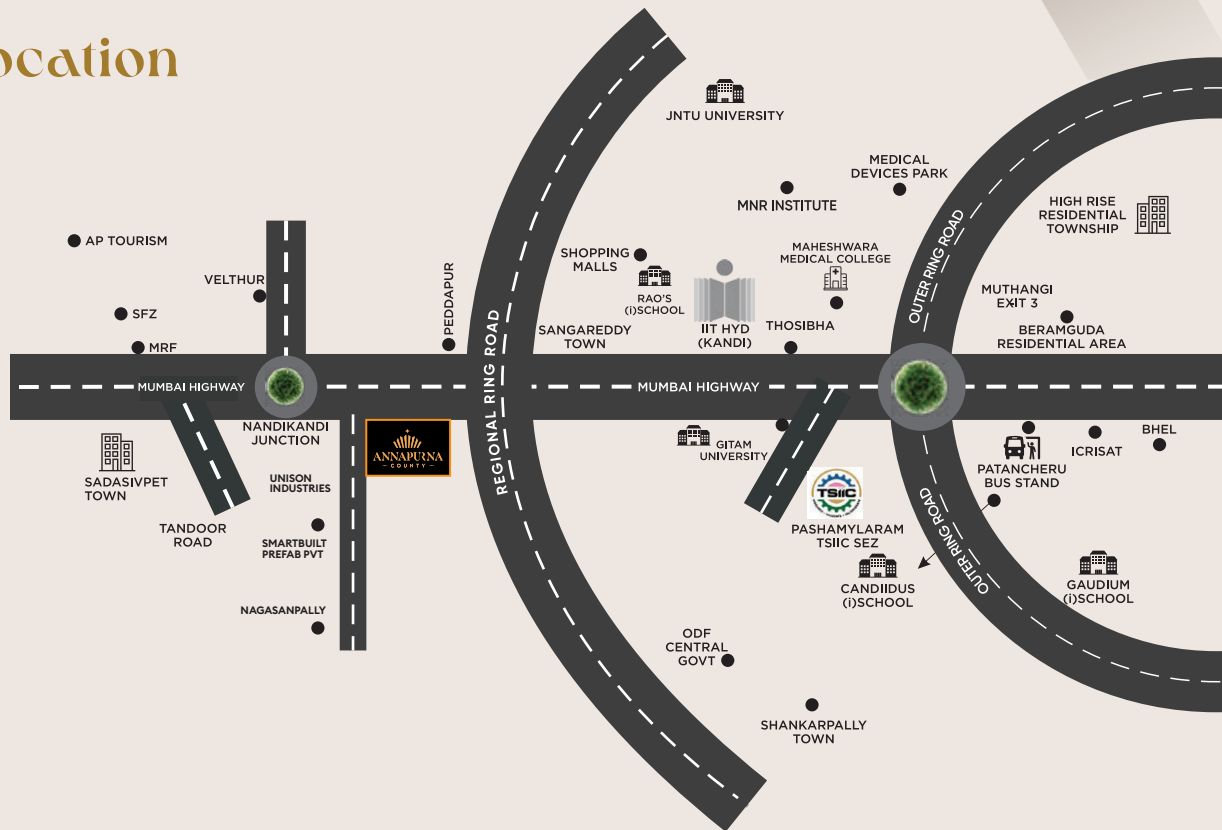 ocation
JNTU UNIVERSITY
MEDICAL
DEVICES PARK
MNR INSTITUTE
HIGH RISE
RESIDENTIAL
TOWNSHIP
AP TOURISM
VELTHUR
SHOPPING
MALLS
RAO'S
(i)SCHOOL
MAHESHWARA
MEDICAL COLLEGE
OUTER RING ROAD
MUTHANGI
EXIT 3
SFZ
MRF
PEDDAPUR
REGIONAL RING ROAD
SANGAREDDY
TOWN
IIT HYD
(KANDI)
THOSIBHA
BERAMGUDA
RESIDENTIAL AREA
MUMBAI HIGHWAY
MUMBAI HIGHWAY
NANDIKANDI
JUNCTION
ANNAPURNA
COUNTY
GITAM
UNIVERSITY
PATANCHERU
BUS STAND
ICRISAT
BHEL
SADASIVPET
TOWN
TANDOOR
ROAD
UNISON
INDUSTRIES
SMARTBUILT
PREFAB PVT
NAGASANPALLY
TSIIC
PASHAMYLARAM
TSIIC SEZ
OUTER RING ROAD
CANDIIDUS
(i)SCHOOL
GAUDIUM
(i)SCHOOL
ODF
CENTRAL
GOVT
SHANKARPALLY
TOWN